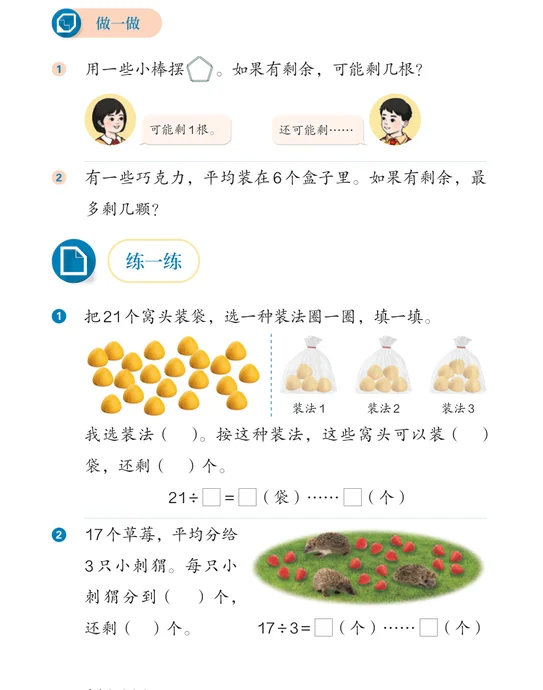 做一做
1 用一些小棒摆 。如果有剩余，可能剩几根？
可能剩1根。
还可能剩……
2 有一些巧克力，平均装在6个盒子里。如果有剩余，最
多剩几颗？
练一练
1 把21个窝头装袋，选一种装法圈一圈，填一填。
装法1 装法2 装法3
我选装法（ ）。按这种装法，这些窝头可以装（ ）
袋，还剩（ ）个。
21÷□=□（袋）……□（个）
2 17个草莓，平均分给
3只小刺猬。每只小
刺猬分到（ ）个，
还剩（ ）个。
17÷3=□（个）……□（个）